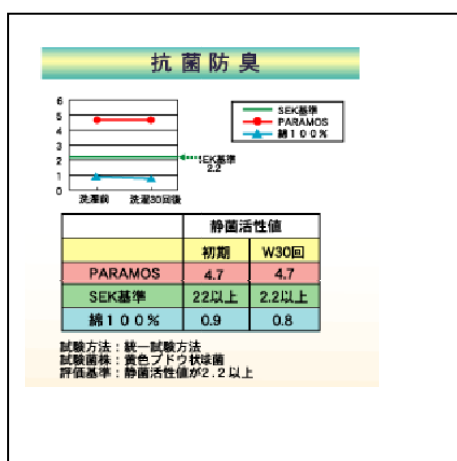 抗菌防臭
6
5
4
3
2
1
0
洗濯前 洗濯30回後
SEK基準
2.2
SEK基準
PARAMOS
綿100%
静菌活性値
初期 W30回
PARAMOS 4.7 4.7
SEK基準 22以上 2.2以上
綿100% 0.9 0.8
試験方法：統一試験方法
試験菌株：黄色ブドウ状球菌
評価基準：静菌活性値が2.2以上